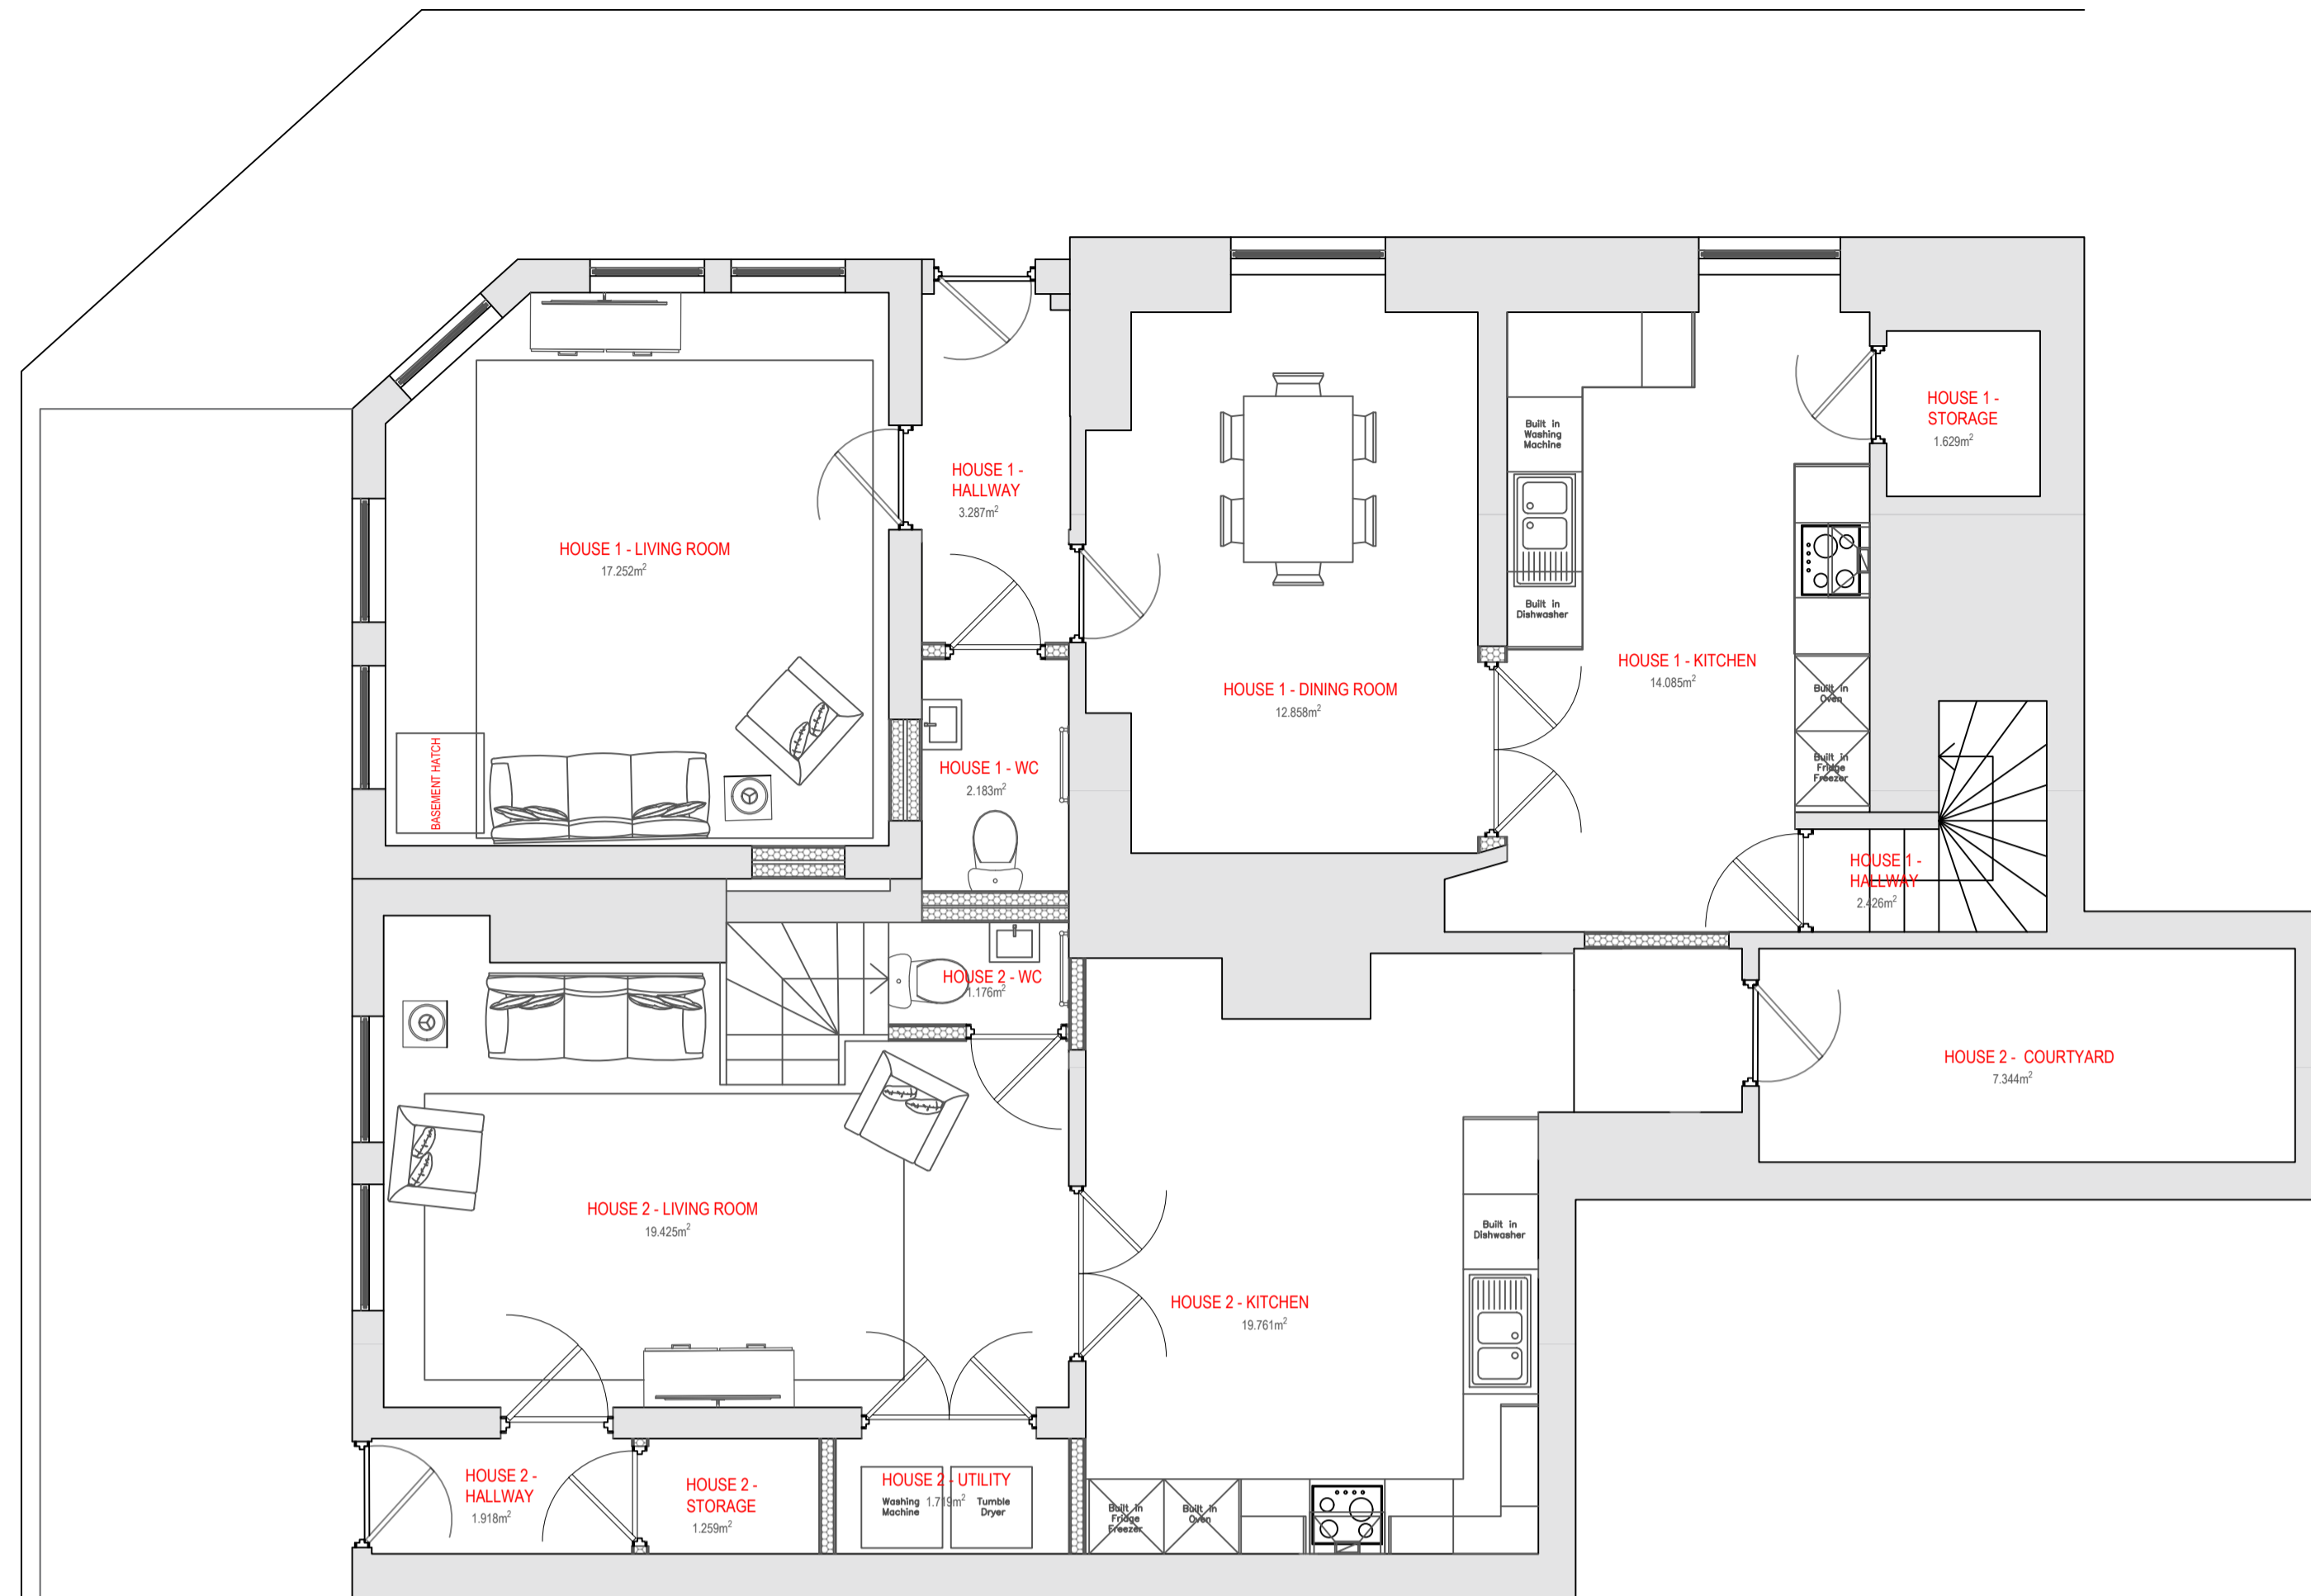 HOUSE 1 -
STORAGE
1.629m²
Built in
Washing
Machine
HOUSE 1 -
HALLWAY
3.287m²
HOUSE 1 - LIVING ROOM
17.252m²
Built in
Dishwasher
HOUSE 1 - KITCHEN
14.085m²
HOUSE 1 - DINING ROOM
12.858m²
Built in
Oven
BASEMENT HATCH
HOUSE 1 - WC
2.183m²
Built in
Fridge
Freezer
HOUSE 1 -
HALLWAY
2.426m²
HOUSE 2 - WC
1.176m²
HOUSE 2 - COURTYARD
7.344m²
HOUSE 2 - LIVING ROOM
19.425m²
Built in
Dishwasher
HOUSE 2 - KITCHEN
19.761m²
HOUSE 2 -
HALLWAY
1.918m²
HOUSE 2 -
STORAGE
1.259m²
HOUSE 2 - UTILITY
1.719m²
Washing
Machine
Tumble
Dryer
Built in
Fridge
Freezer
Built in
Oven